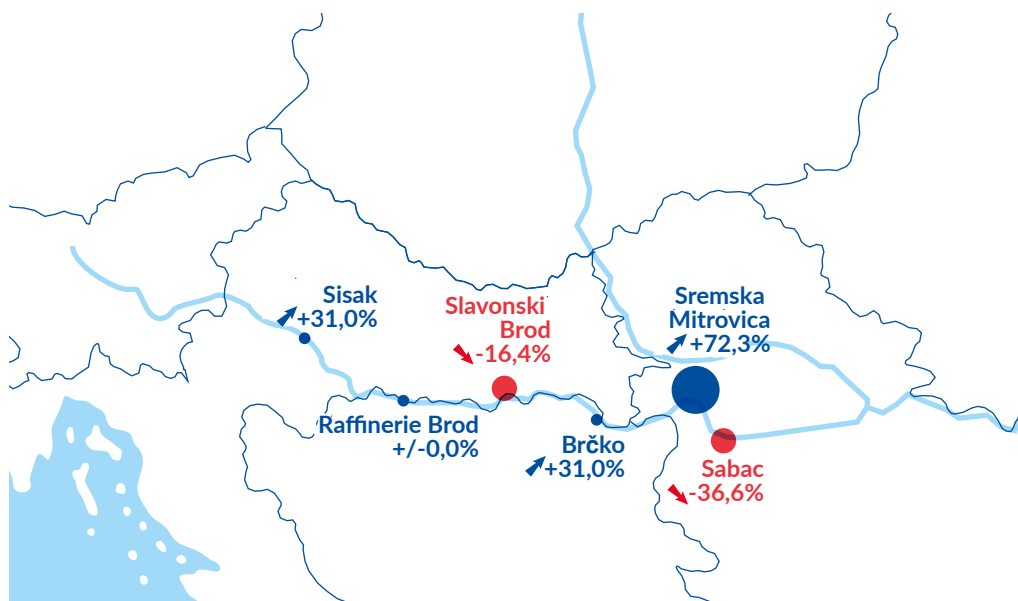 Sisak
+31,0%
Slavonski
Brod
-16,4%
Sremska
Mitrovica
+72,3%
Raffinerie Brod
+/-0,0%
Brčko
+31,0%
Sabac
-36,6%